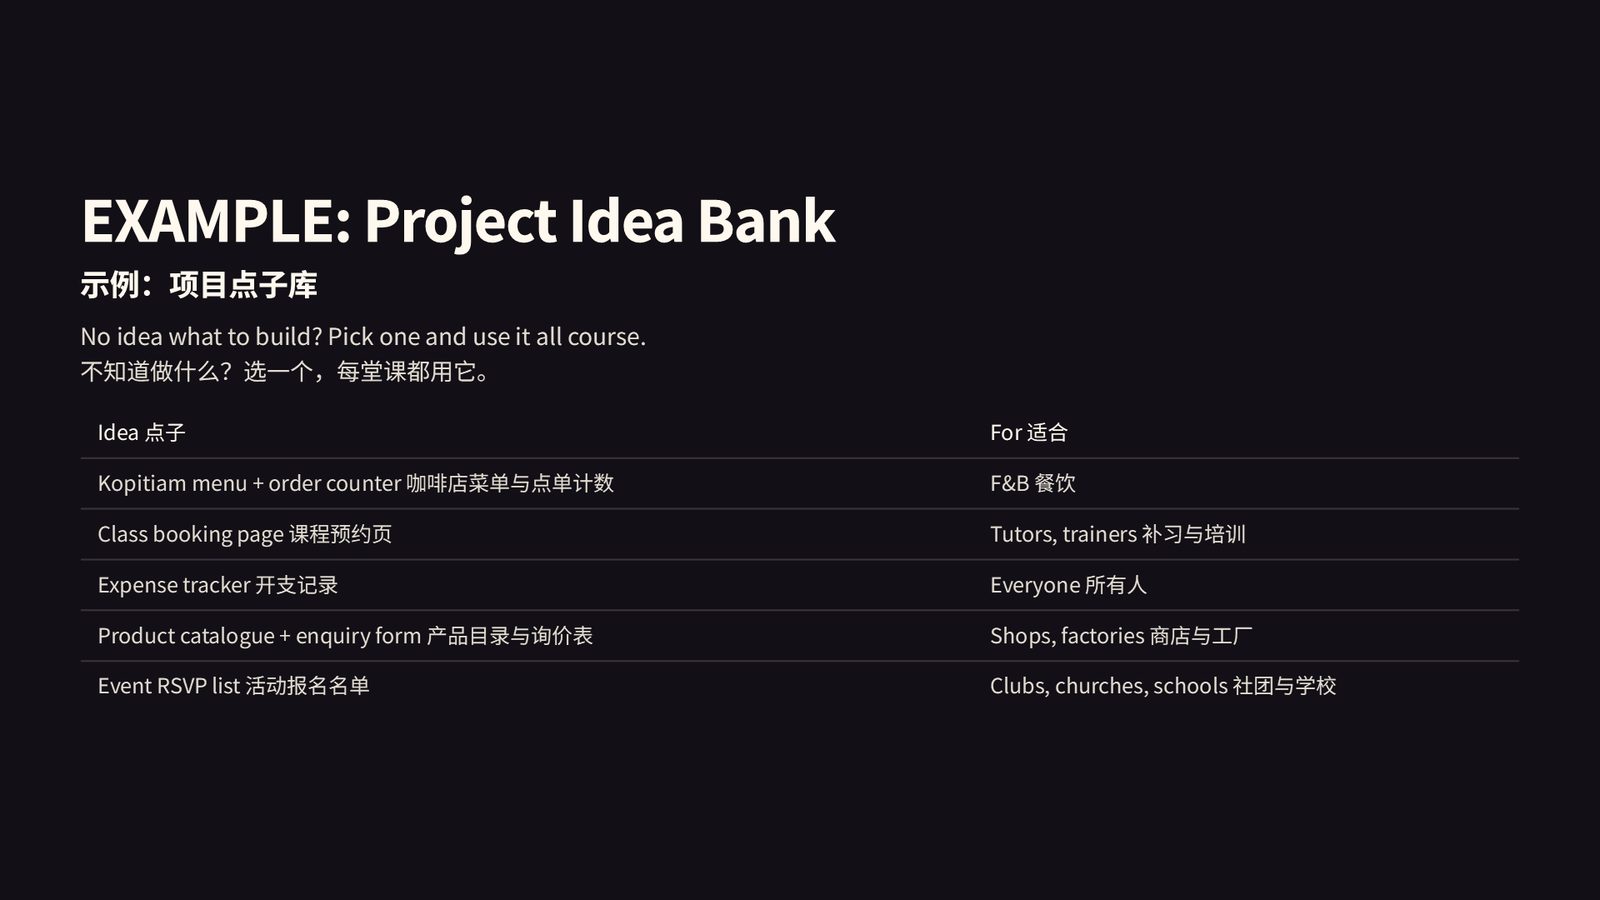 EXAMPLE: Project Idea Bank
示例：项目点子库
No idea what to build? Pick one and use it all course.
不知道做什么？选一个，每堂课都用它。
Idea 点子 For 适合
Kopitiam menu + order counter 咖啡店菜单与点单计数 F&B 餐饮
Class booking page 课程预约页 Tutors, trainers 补习与培训
Expense tracker 开支记录 Everyone 所有人
Product catalogue + enquiry form 产品目录与询价表 Shops, factories 商店与工厂
Event RSVP list 活动报名名单 Clubs, churches, schools 社团与学校